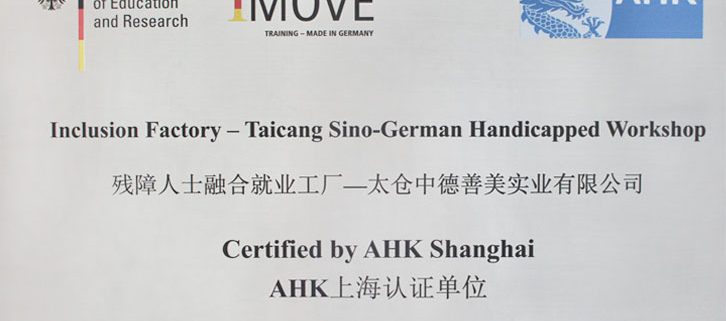 of Education
and Research
iMOVE
TRAINING – MADE IN GERMANY
AHK
Inclusion Factory – Taicang Sino-German Handicapped Workshop
残障人士融合就业工厂—太仓中德善美实业有限公司
Certified by AHK Shanghai
AHK上海认证单位